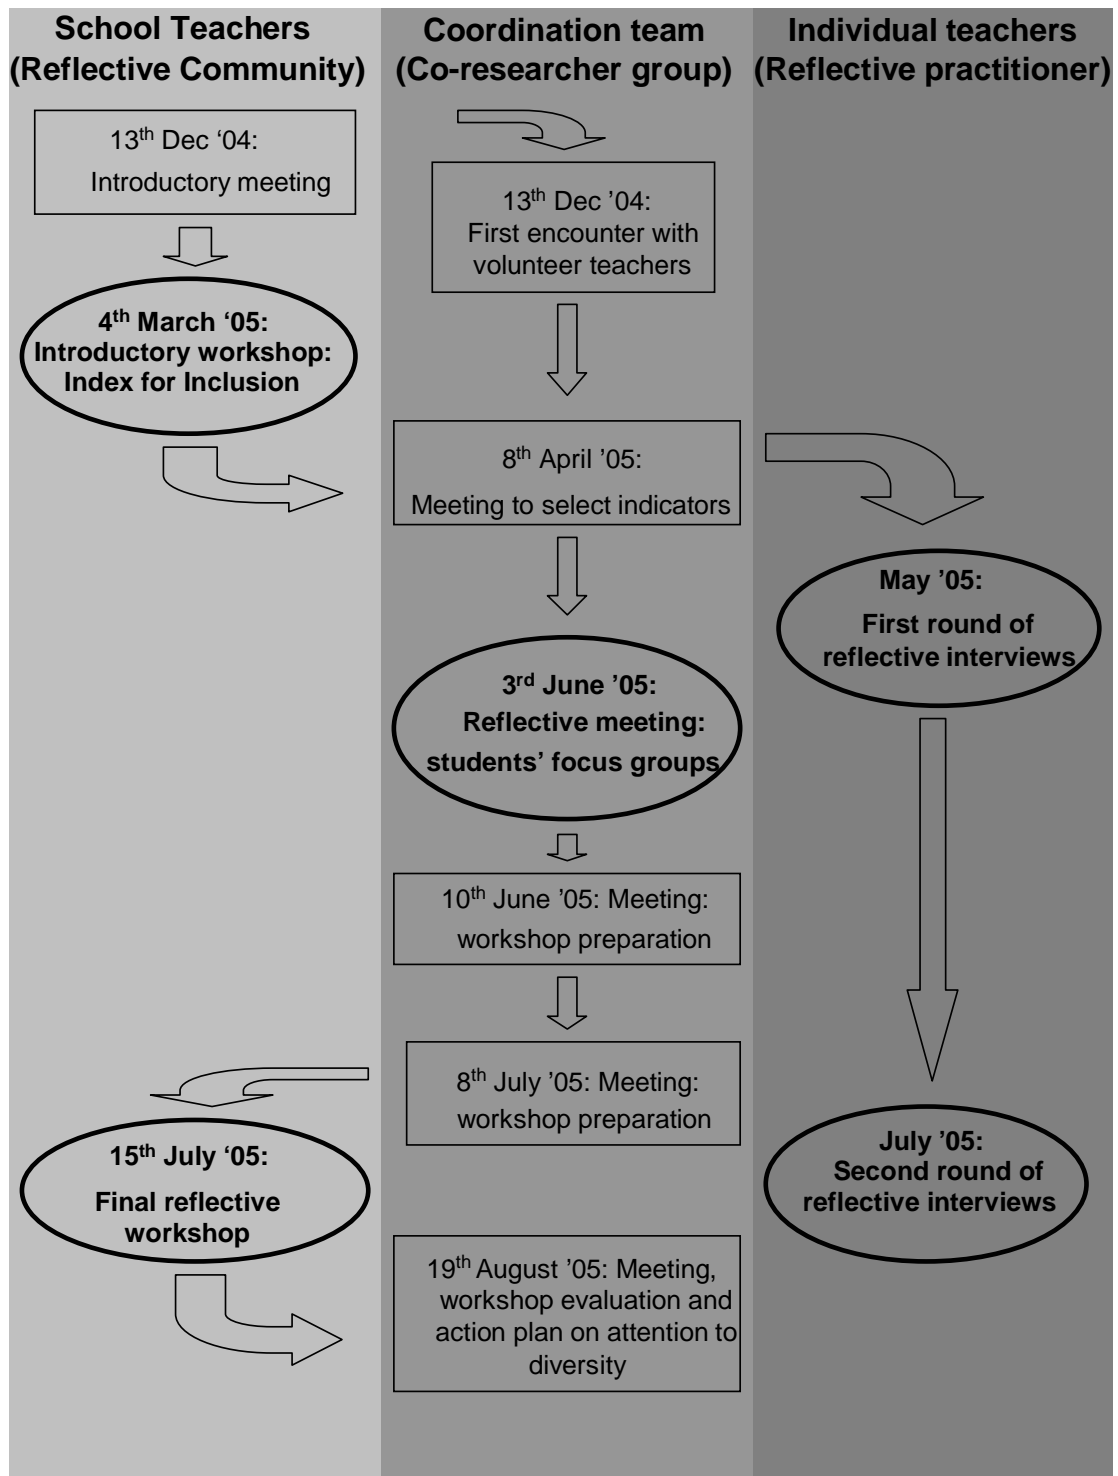 School Teachers
(Reflective Community)
13th Dec ‘04:
Introductory meeting
4th March ‘05:
Introductory workshop:
Index for Inclusion
15th July ‘05:
Final reflective
workshop
Coordination team
(Co-researcher group)
13th Dec ’04:
First encounter with
volunteer teachers
8th April ’05:
Meeting to select indicators
3rd June ’05:
Reflective meeting:
students’ focus groups
10th June ’05: Meeting:
workshop preparation
8th July ’05: Meeting:
workshop preparation
19th August ’05: Meeting,
workshop evaluation and
action plan on attention to
diversity
Individual teachers
(Reflective practitioner)
May ’05:
First round of
reflective interviews
July ’05:
Second round of
reflective interviews